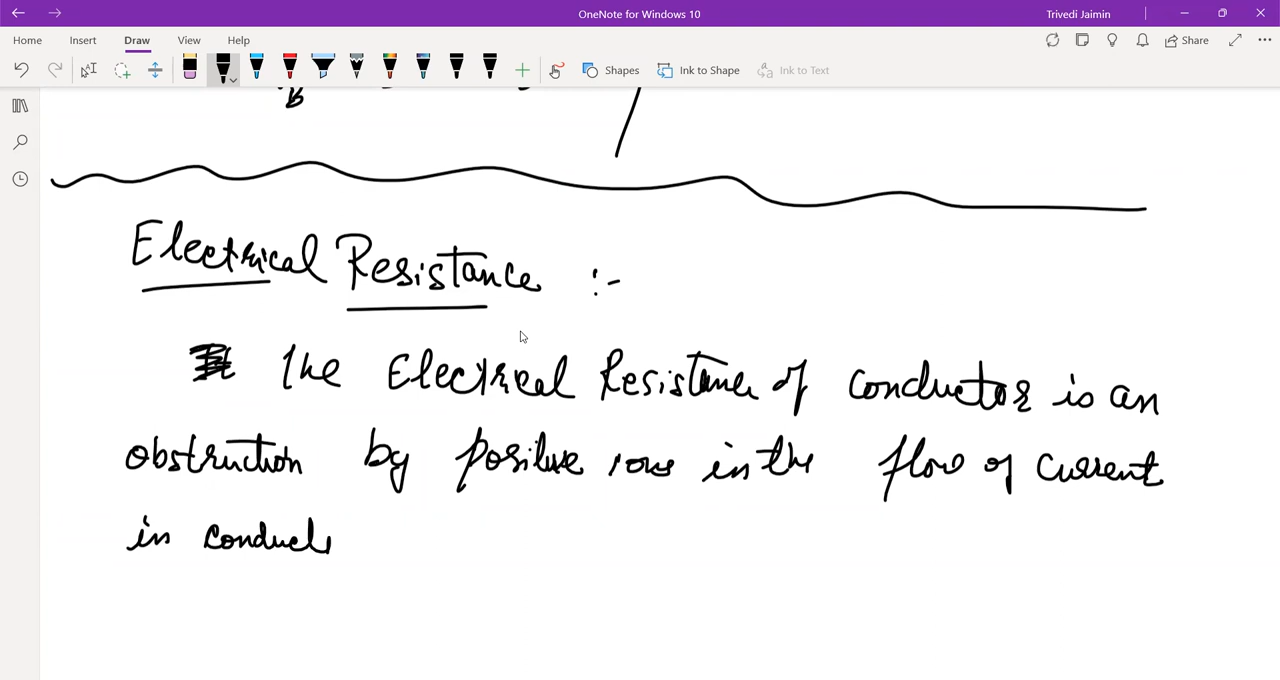 OneNote for Windows 10
Trivedi Jaimin
Home Insert Draw View Help
Share
Shapes Ink to Shape Ink to Text
B
Electrical Resistance :-
The Electrical Resistance of conductor is an
obstruction by positive ions in the flow of current
in conduct